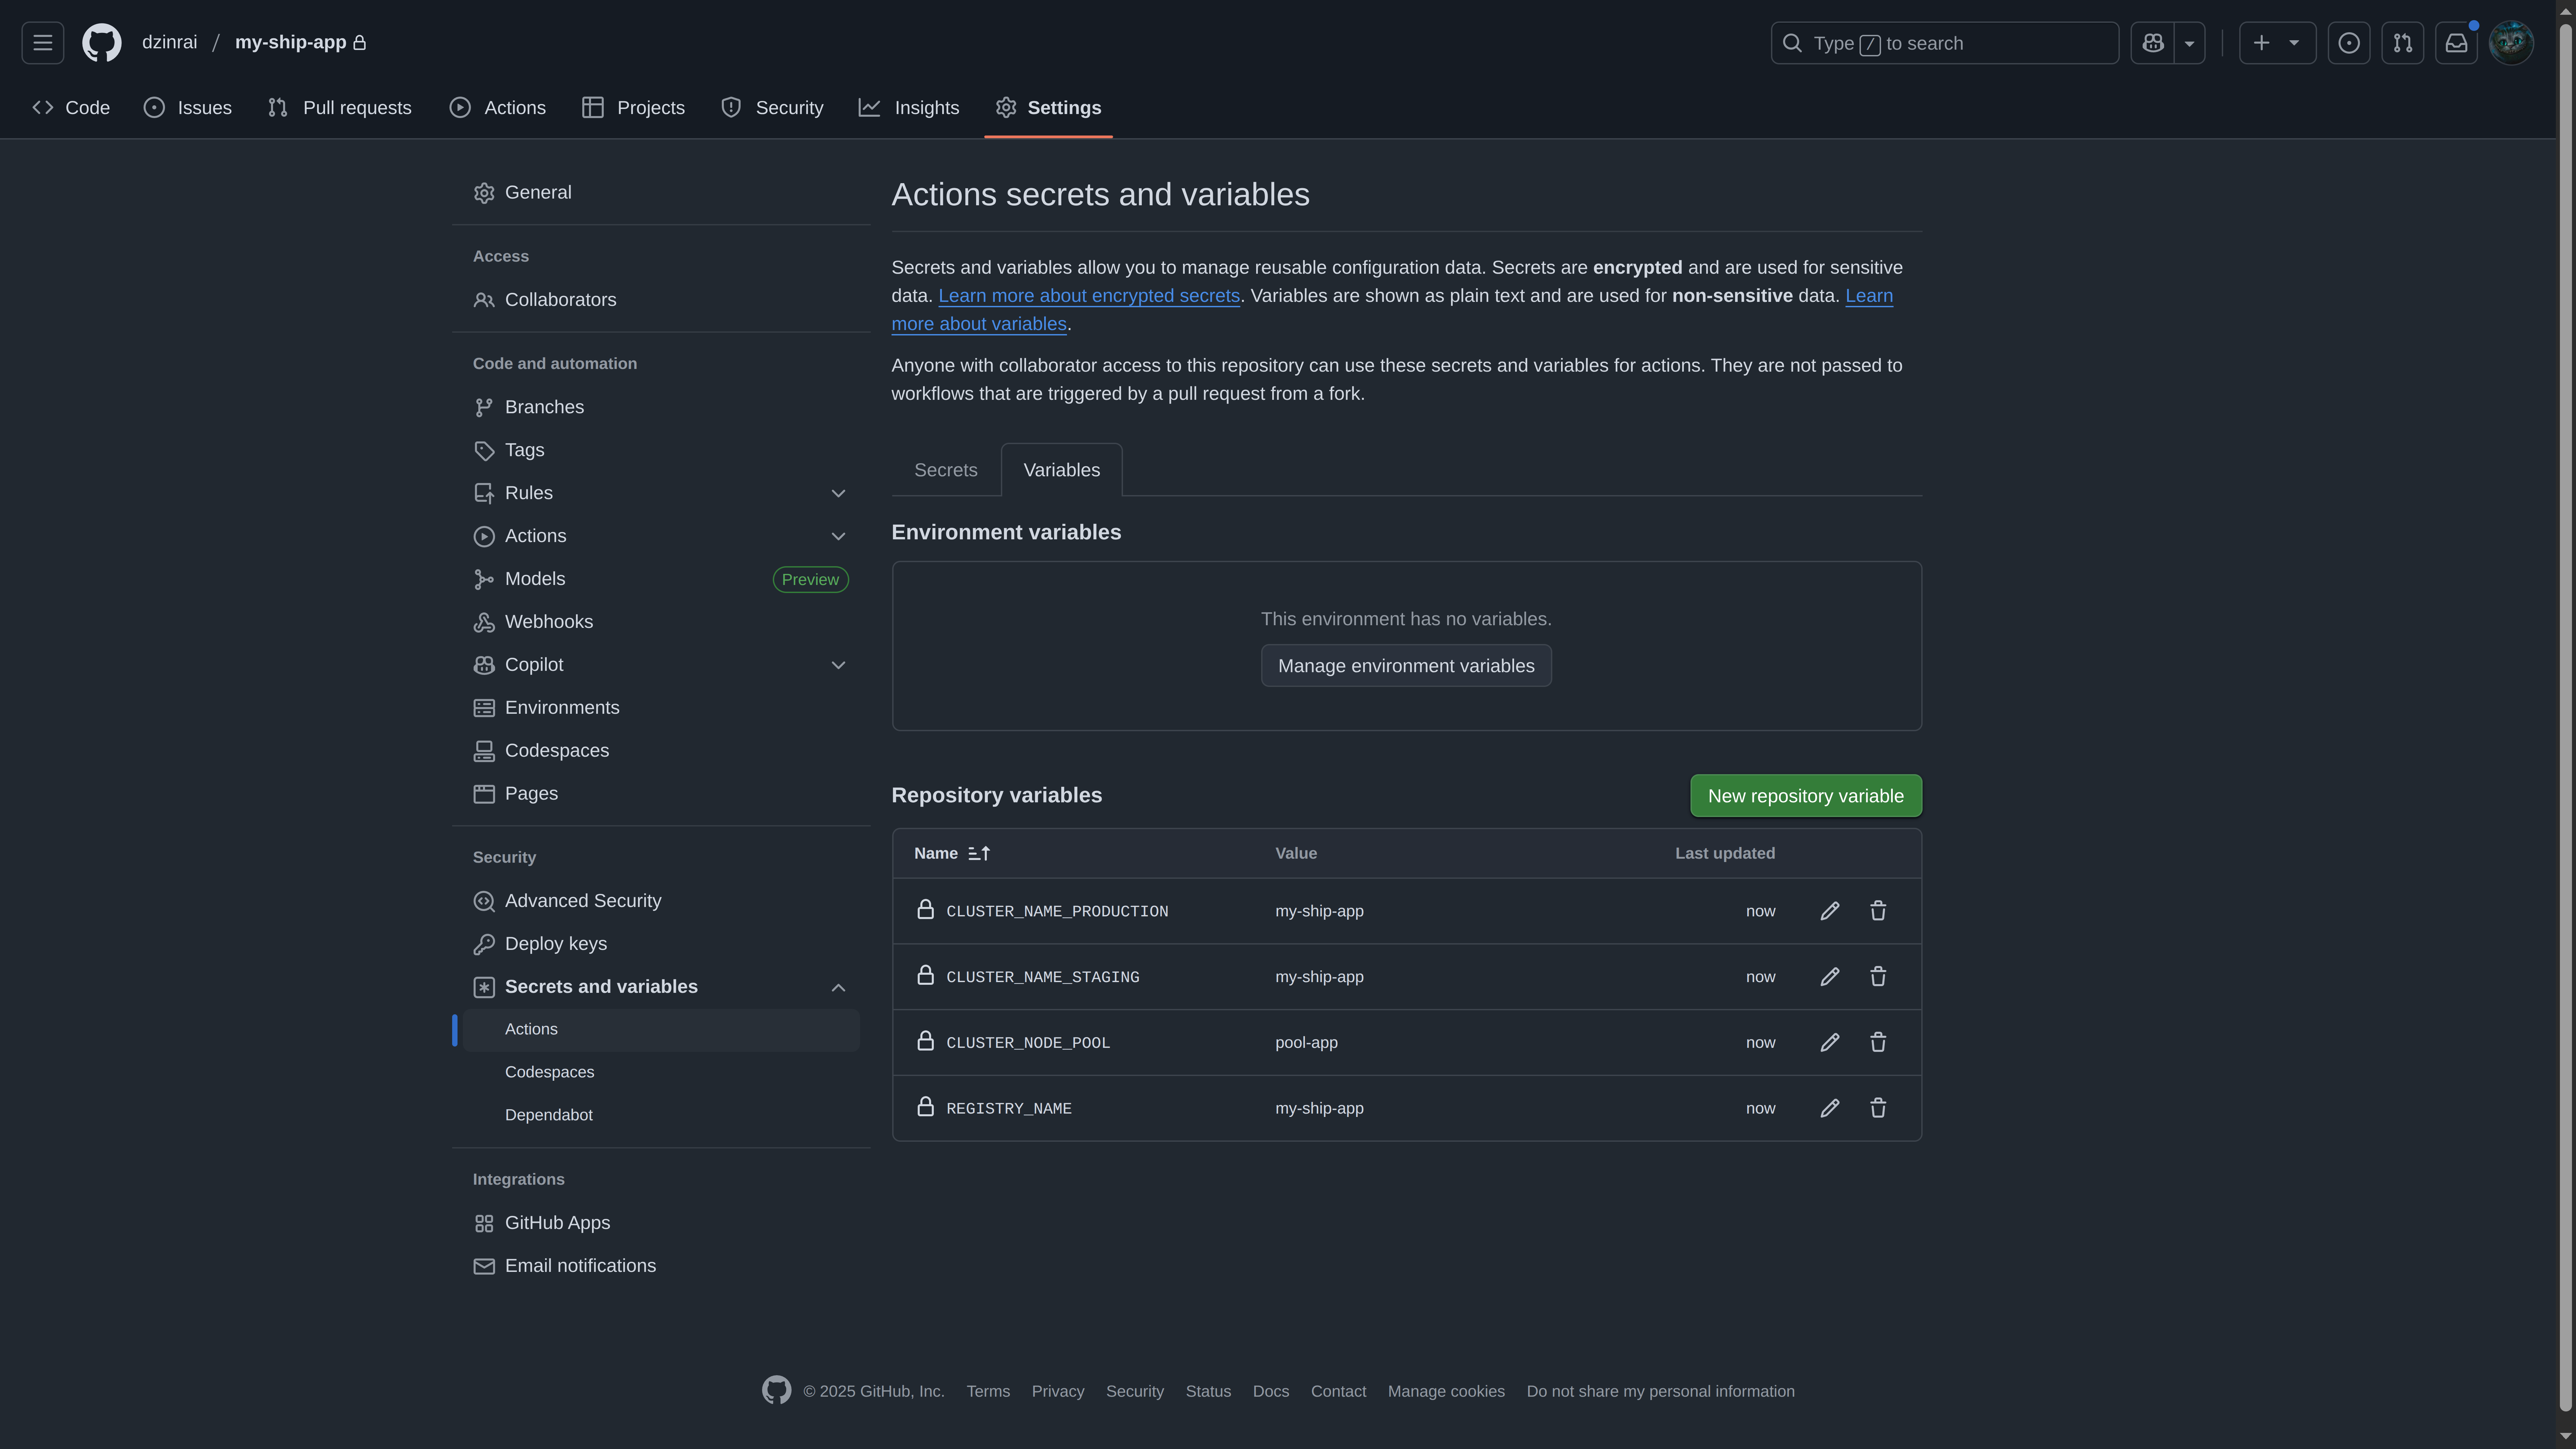 dzinrai / my-ship-app
Type / to search
Code Issues Pull requests Actions Projects Security Insights Settings
General
Access
Collaborators
Code and automation
Branches
Tags
Rules
Actions
Models Preview
Webhooks
Copilot
Environments
Codespaces
Pages
Security
Advanced Security
Deploy keys
Secrets and variables
Actions
Codespaces
Dependabot
Integrations
GitHub Apps
Email notifications
Actions secrets and variables
Secrets and variables allow you to manage reusable configuration data. Secrets are encrypted and are used for sensitive
data. Learn more about encrypted secrets. Variables are shown as plain text and are used for non-sensitive data. Learn
more about variables.
Anyone with collaborator access to this repository can use these secrets and variables for actions. They are not passed to
workflows that are triggered by a pull request from a fork.
Secrets Variables
Environment variables
This environment has no variables.
Manage environment variables
Repository variables New repository variable
Name Value Last updated
CLUSTER_NAME_PRODUCTION my-ship-app now
CLUSTER_NAME_STAGING my-ship-app now
CLUSTER_NODE_POOL pool-app now
REGISTRY_NAME my-ship-app now
© 2025 GitHub, Inc. Terms Privacy Security Status Docs Contact Manage cookies Do not share my personal information